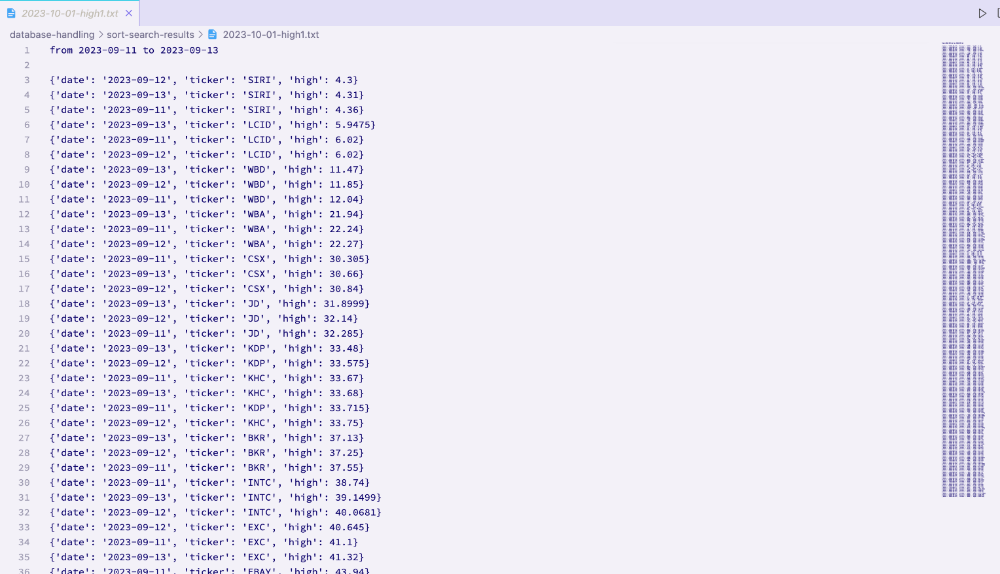 2023-10-01-high1.txt
database-handling > sort-search-results > 2023-10-01-high1.txt
1 from 2023-09-11 to 2023-09-13
2
3 {'date': '2023-09-12', 'ticker': 'SIRI', 'high': 4.3}
4 {'date': '2023-09-13', 'ticker': 'SIRI', 'high': 4.31}
5 {'date': '2023-09-11', 'ticker': 'SIRI', 'high': 4.36}
6 {'date': '2023-09-13', 'ticker': 'LCID', 'high': 5.9475}
7 {'date': '2023-09-11', 'ticker': 'LCID', 'high': 6.02}
8 {'date': '2023-09-12', 'ticker': 'LCID', 'high': 6.02}
9 {'date': '2023-09-13', 'ticker': 'WBD', 'high': 11.47}
10 {'date': '2023-09-12', 'ticker': 'WBD', 'high': 11.85}
11 {'date': '2023-09-11', 'ticker': 'WBD', 'high': 12.04}
12 {'date': '2023-09-13', 'ticker': 'WBA', 'high': 21.94}
13 {'date': '2023-09-11', 'ticker': 'WBA', 'high': 22.24}
14 {'date': '2023-09-12', 'ticker': 'WBA', 'high': 22.27}
15 {'date': '2023-09-11', 'ticker': 'CSX', 'high': 30.305}
16 {'date': '2023-09-13', 'ticker': 'CSX', 'high': 30.66}
17 {'date': '2023-09-12', 'ticker': 'CSX', 'high': 30.84}
18 {'date': '2023-09-13', 'ticker': 'JD', 'high': 31.8999}
19 {'date': '2023-09-12', 'ticker': 'JD', 'high': 32.14}
20 {'date': '2023-09-11', 'ticker': 'JD', 'high': 32.285}
21 {'date': '2023-09-13', 'ticker': 'KDP', 'high': 33.48}
22 {'date': '2023-09-12', 'ticker': 'KDP', 'high': 33.575}
23 {'date': '2023-09-11', 'ticker': 'KHC', 'high': 33.67}
24 {'date': '2023-09-13', 'ticker': 'KHC', 'high': 33.68}
25 {'date': '2023-09-11', 'ticker': 'KDP', 'high': 33.715}
26 {'date': '2023-09-12', 'ticker': 'KHC', 'high': 33.75}
27 {'date': '2023-09-13', 'ticker': 'BKR', 'high': 37.13}
28 {'date': '2023-09-12', 'ticker': 'BKR', 'high': 37.25}
29 {'date': '2023-09-11', 'ticker': 'BKR', 'high': 37.55}
30 {'date': '2023-09-11', 'ticker': 'INTC', 'high': 38.74}
31 {'date': '2023-09-13', 'ticker': 'INTC', 'high': 39.1499}
32 {'date': '2023-09-12', 'ticker': 'INTC', 'high': 40.0681}
33 {'date': '2023-09-12', 'ticker': 'EXC', 'high': 40.645}
34 {'date': '2023-09-11', 'ticker': 'EXC', 'high': 41.1}
35 {'date': '2023-09-13', 'ticker': 'EXC', 'high': 41.32}
36 {'date': '2023-09-11', 'ticker': 'EBAY', 'high': 43.94}